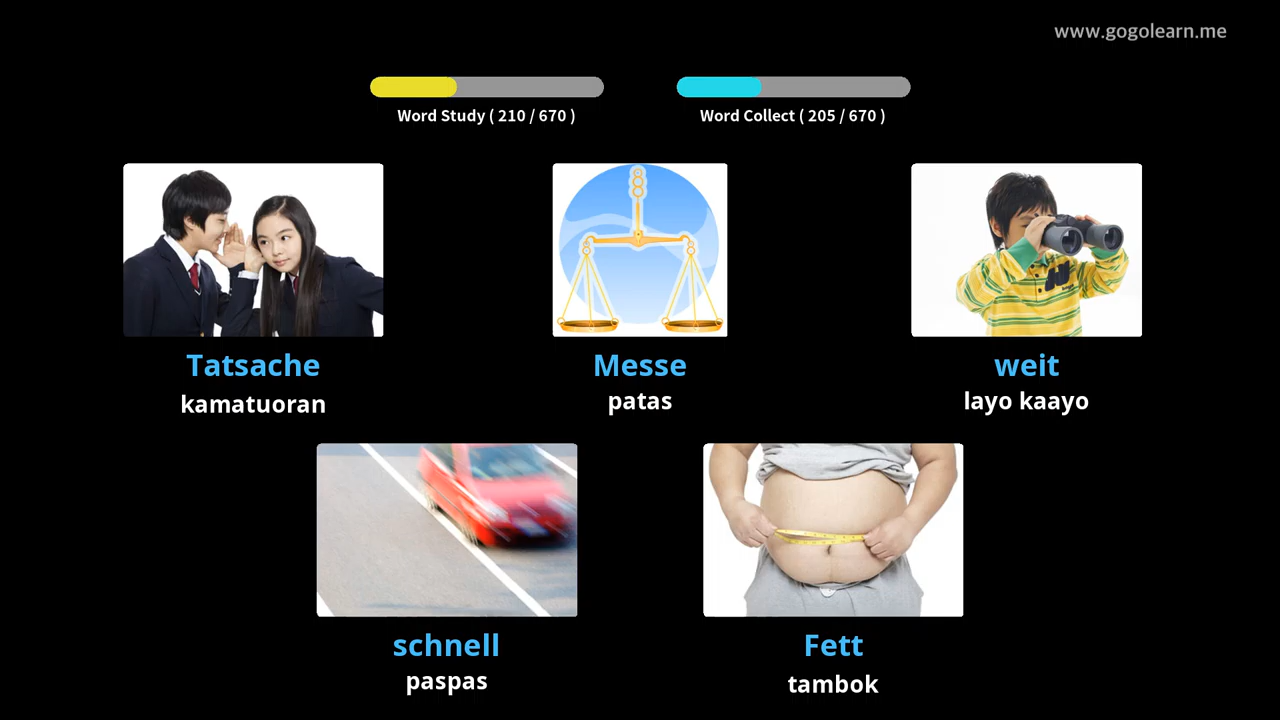 www.gogolearn.me
Word Study ( 210 / 670 )
Word Collect ( 205 / 670 )
Tatsache
kamatuoran
Messe
patas
weit
layo kaayo
schnell
paspas
Fett
tambok